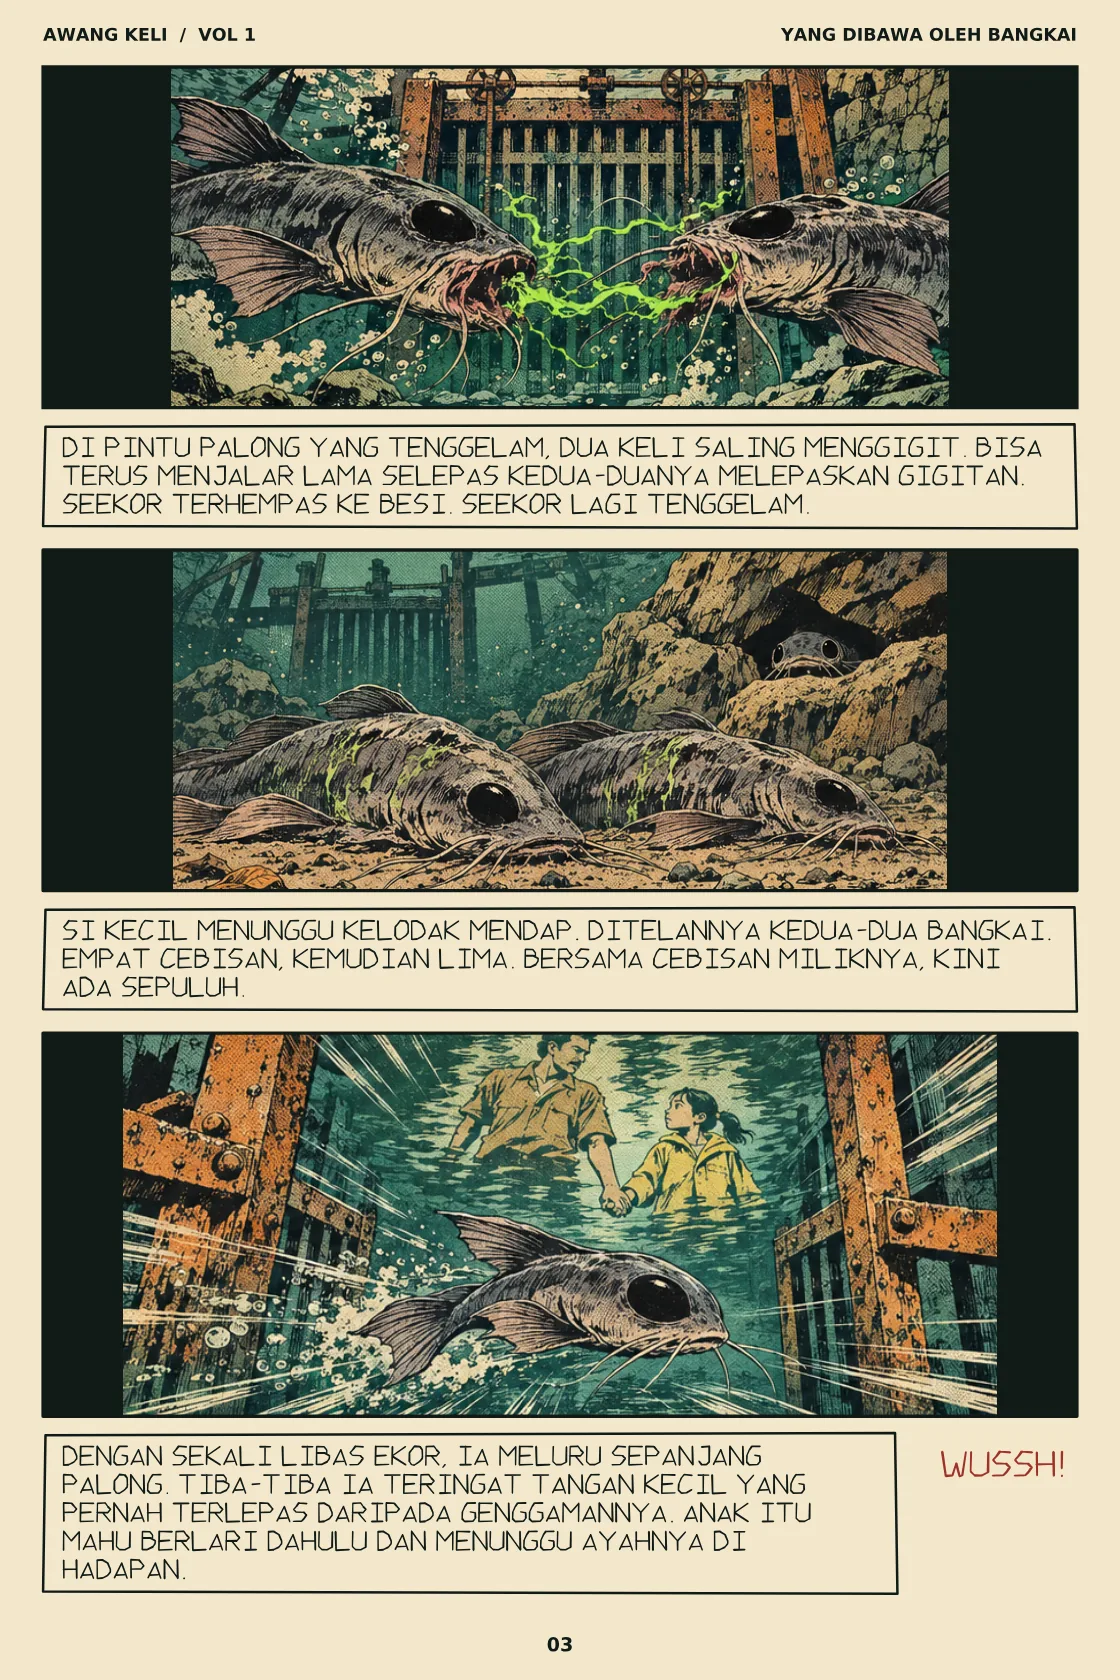 AWANG KELI / VOL 1
YANG DIBAWA OLEH BANGKAI
DI PINTU PALONG YANG TENGGELAM, DUA KELI SALING MENGGIGIT. BISA
TERUS MENJALAR LAMA SELEPAS KEDUA-DUANYA MELEPASKAN GIGITAN.
SEEKOR TERHEMPAS KE BESI. SEEKOR LAGI TENGGELAM.
SI KECIL MENUNGGU KELODAK MENDAP. DITELANNYA KEDUA-DUA BANGKAI.
EMPAT CEBISAN, KEMUDIAN LIMA. BERSAMA CEBISAN MILIKNYA, KINI
ADA SEPULUH.
DENGAN SEKALI LIBAS EKOR, IA MELURU SEPANJANG
PALONG. TIBA-TIBA IA TERINGAT TANGAN KECIL YANG
PERNAH TERLEPAS DARIPADA GENGGAMANNYA. ANAK ITU
MAHU BERLARI DAHULU DAN MENUNGGU AYAHNYA DI
HADAPAN.
WUSSH!
03